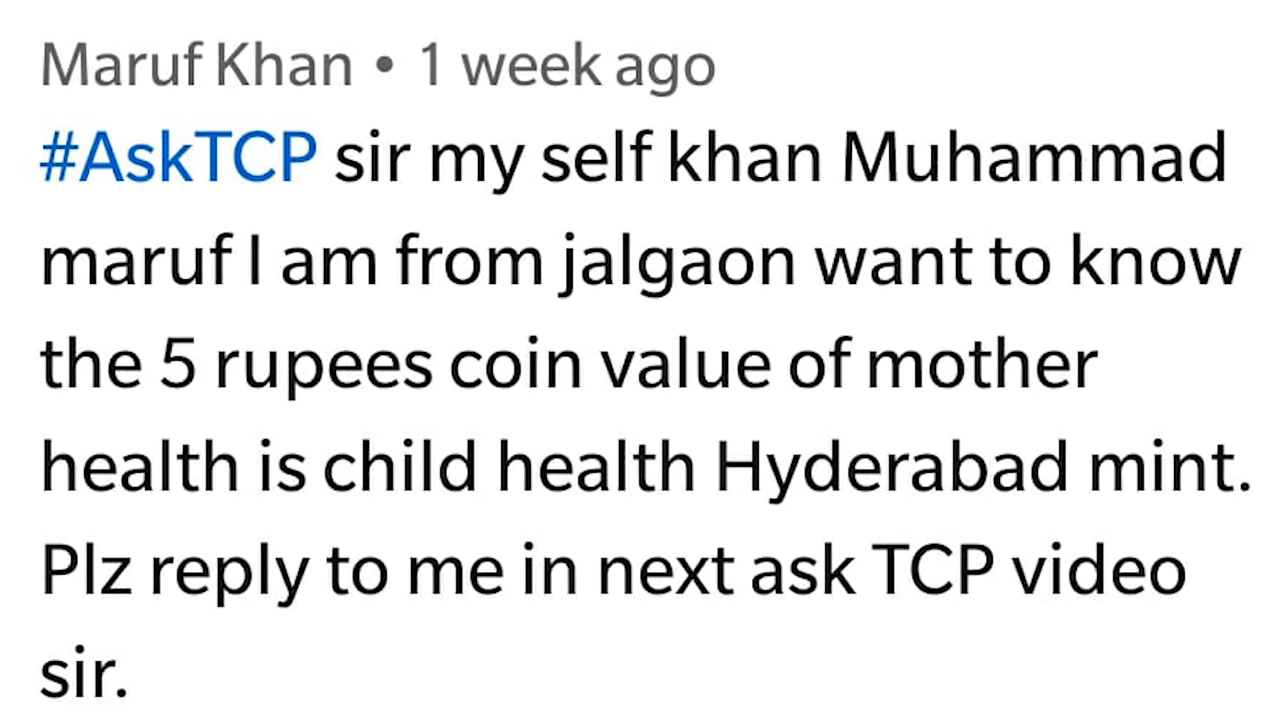 Maruf Khan • 1 week ago
#AskTCP sir my self khan Muhammad
maruf I am from jalgaon want to know
the 5 rupees coin value of mother
health is child health Hyderabad mint.
Plz reply to me in next ask TCP video
sir.